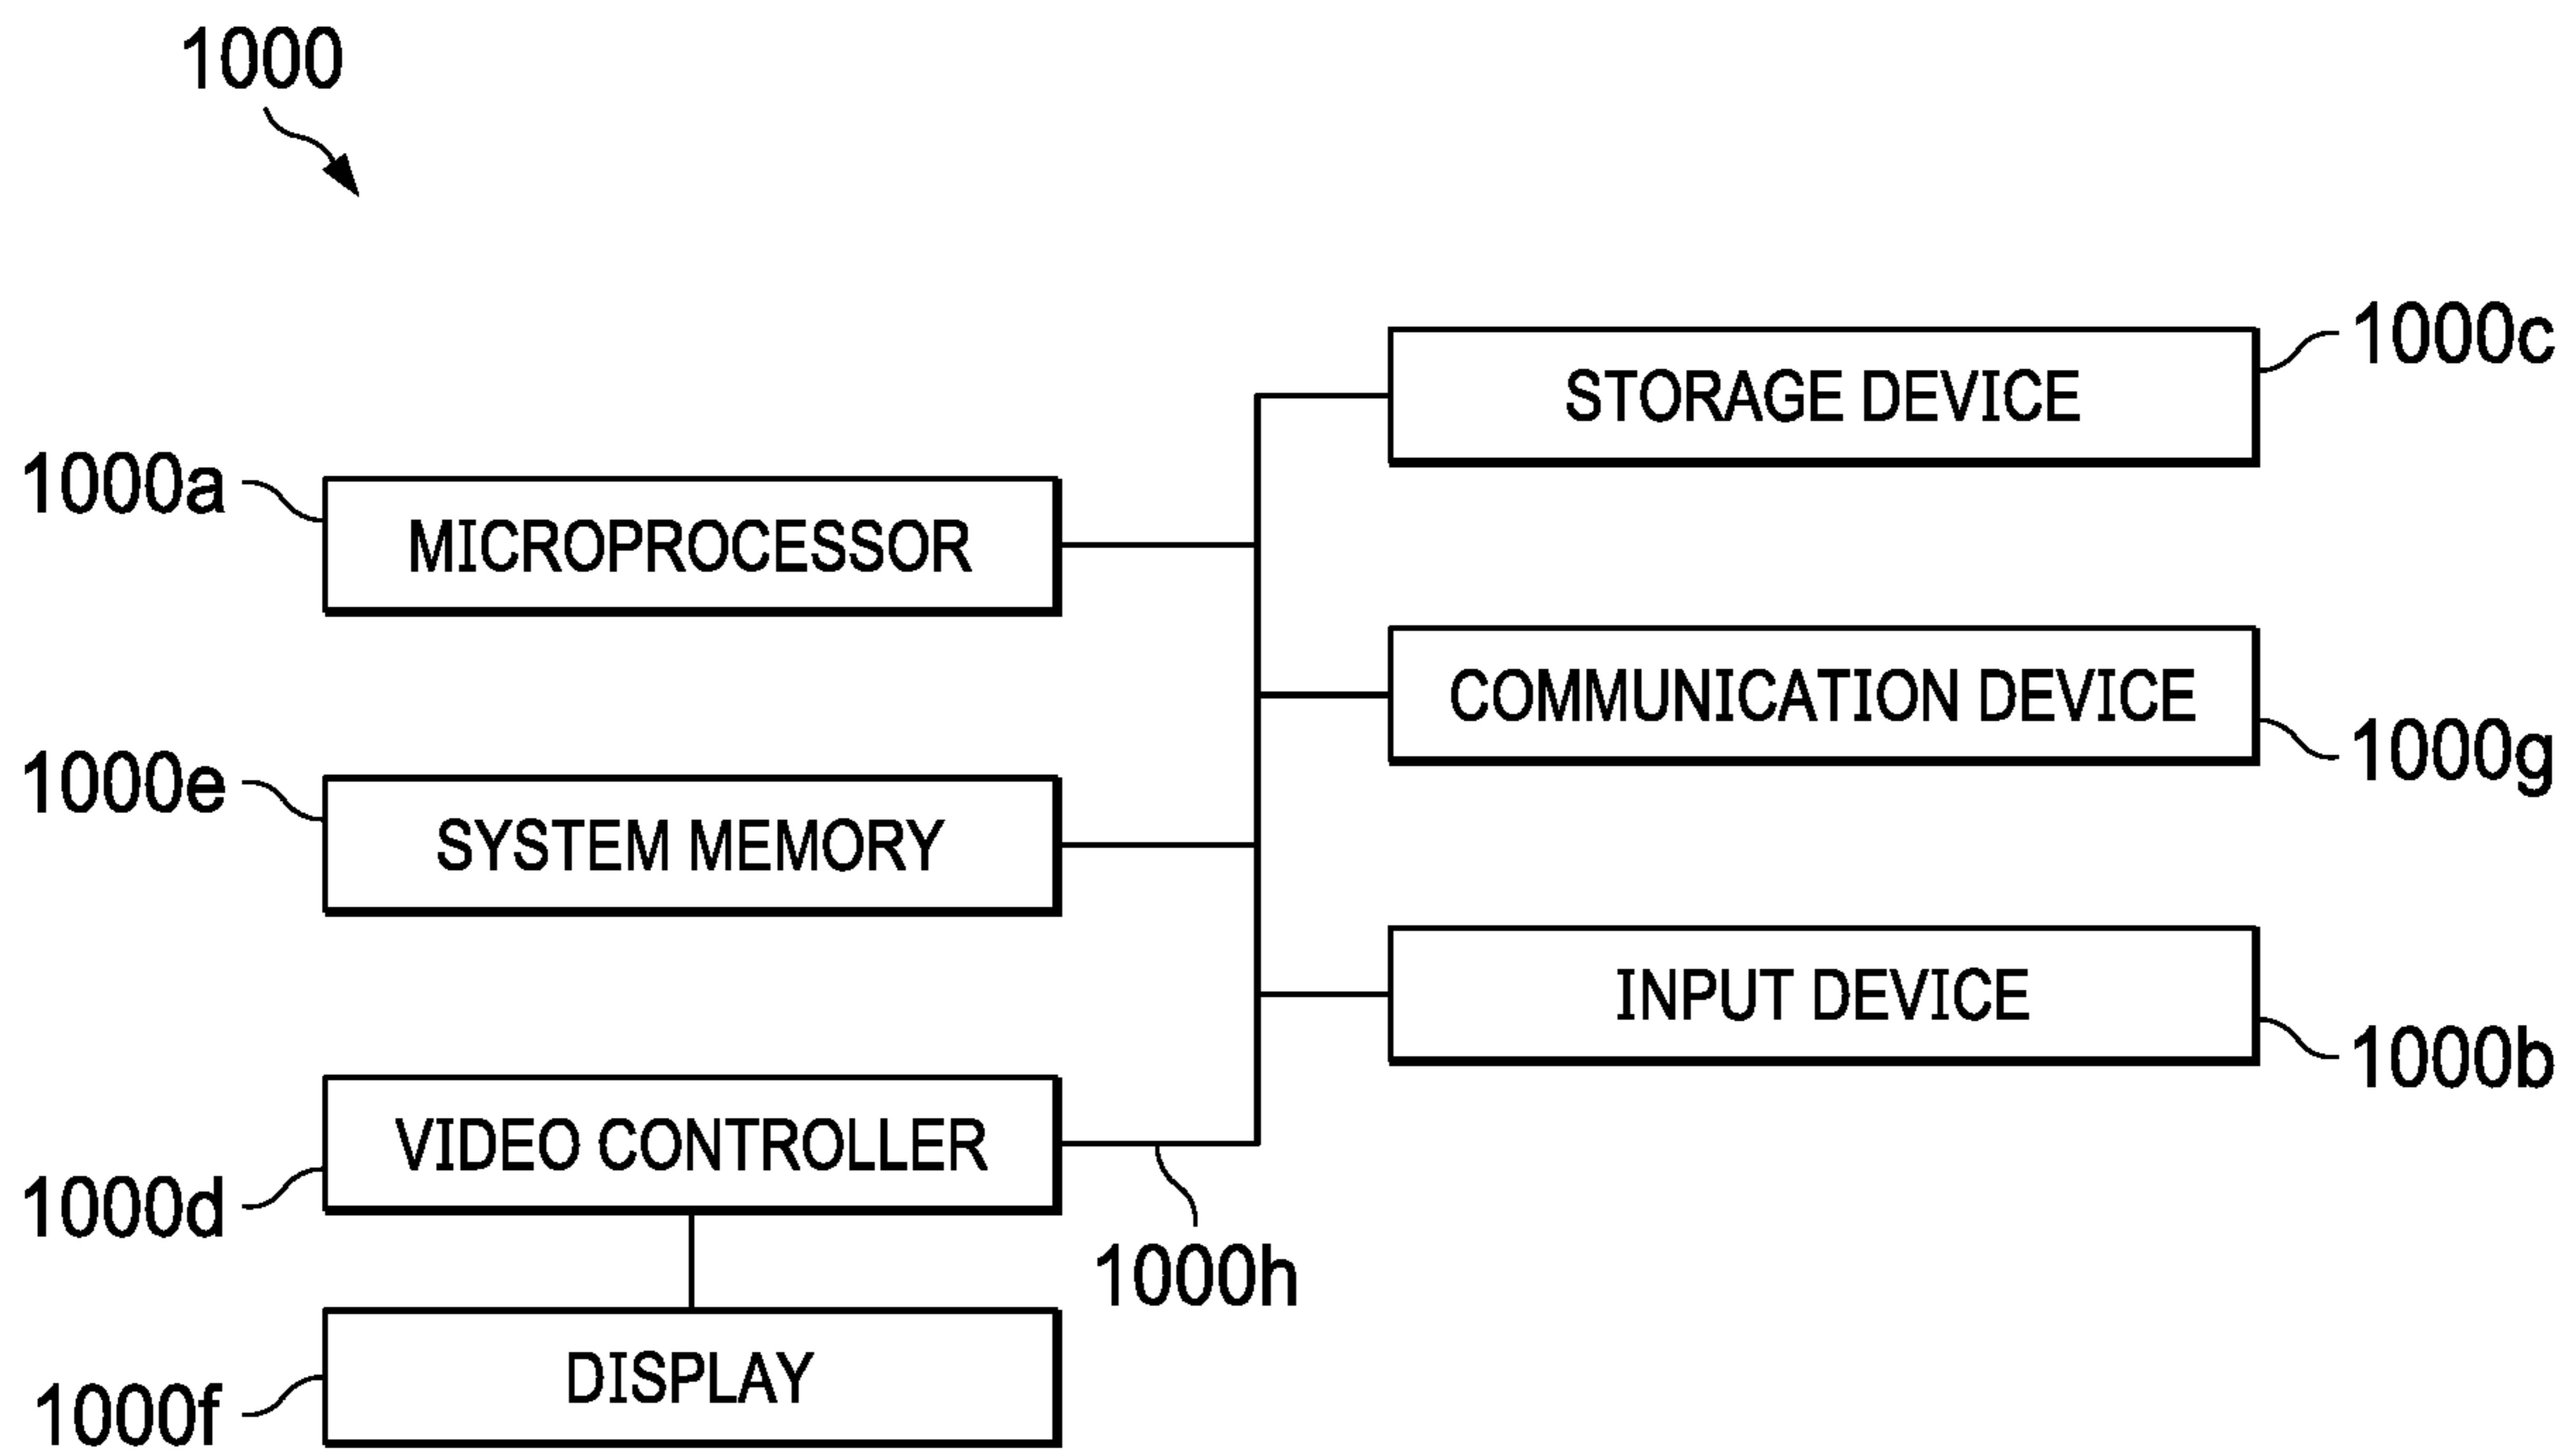 1000
STORAGE DEVICE
1000c
1000a
MICROPROCESSOR
COMMUNICATION DEVICE
1000g
1000e
SYSTEM MEMORY
INPUT DEVICE
1000b
VIDEO CONTROLLER
1000d
1000h
DISPLAY
1000f